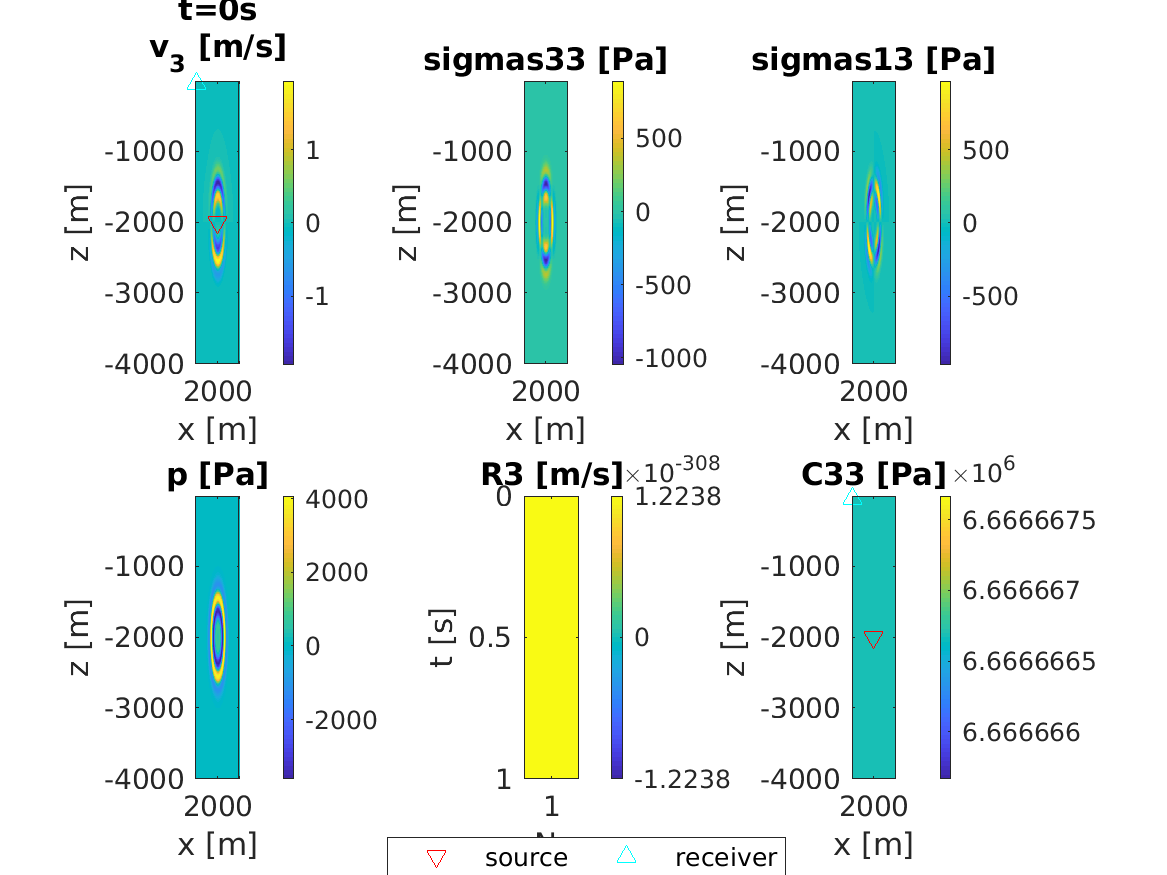 t=0s
v3 [m/s]
z [m]
-1000
-2000
-3000
-4000
2000
x [m]
1
0
-1
sigmas33 [Pa]
z [m]
-1000
-2000
-3000
-4000
2000
x [m]
500
0
-500
-1000
sigmas13 [Pa]
z [m]
-1000
-2000
-3000
-4000
2000
x [m]
500
0
-500
p [Pa]
z [m]
-1000
-2000
-3000
-4000
2000
x [m]
4000
2000
0
-2000
R3 [m/s]
×10-308
t [s]
0
0.5
1
1
1.2238
0
-1.2238
C33 [Pa]
×106
z [m]
-1000
-2000
-3000
-4000
2000
x [m]
6.6666675
6.666667
6.6666665
6.666666
source receiver